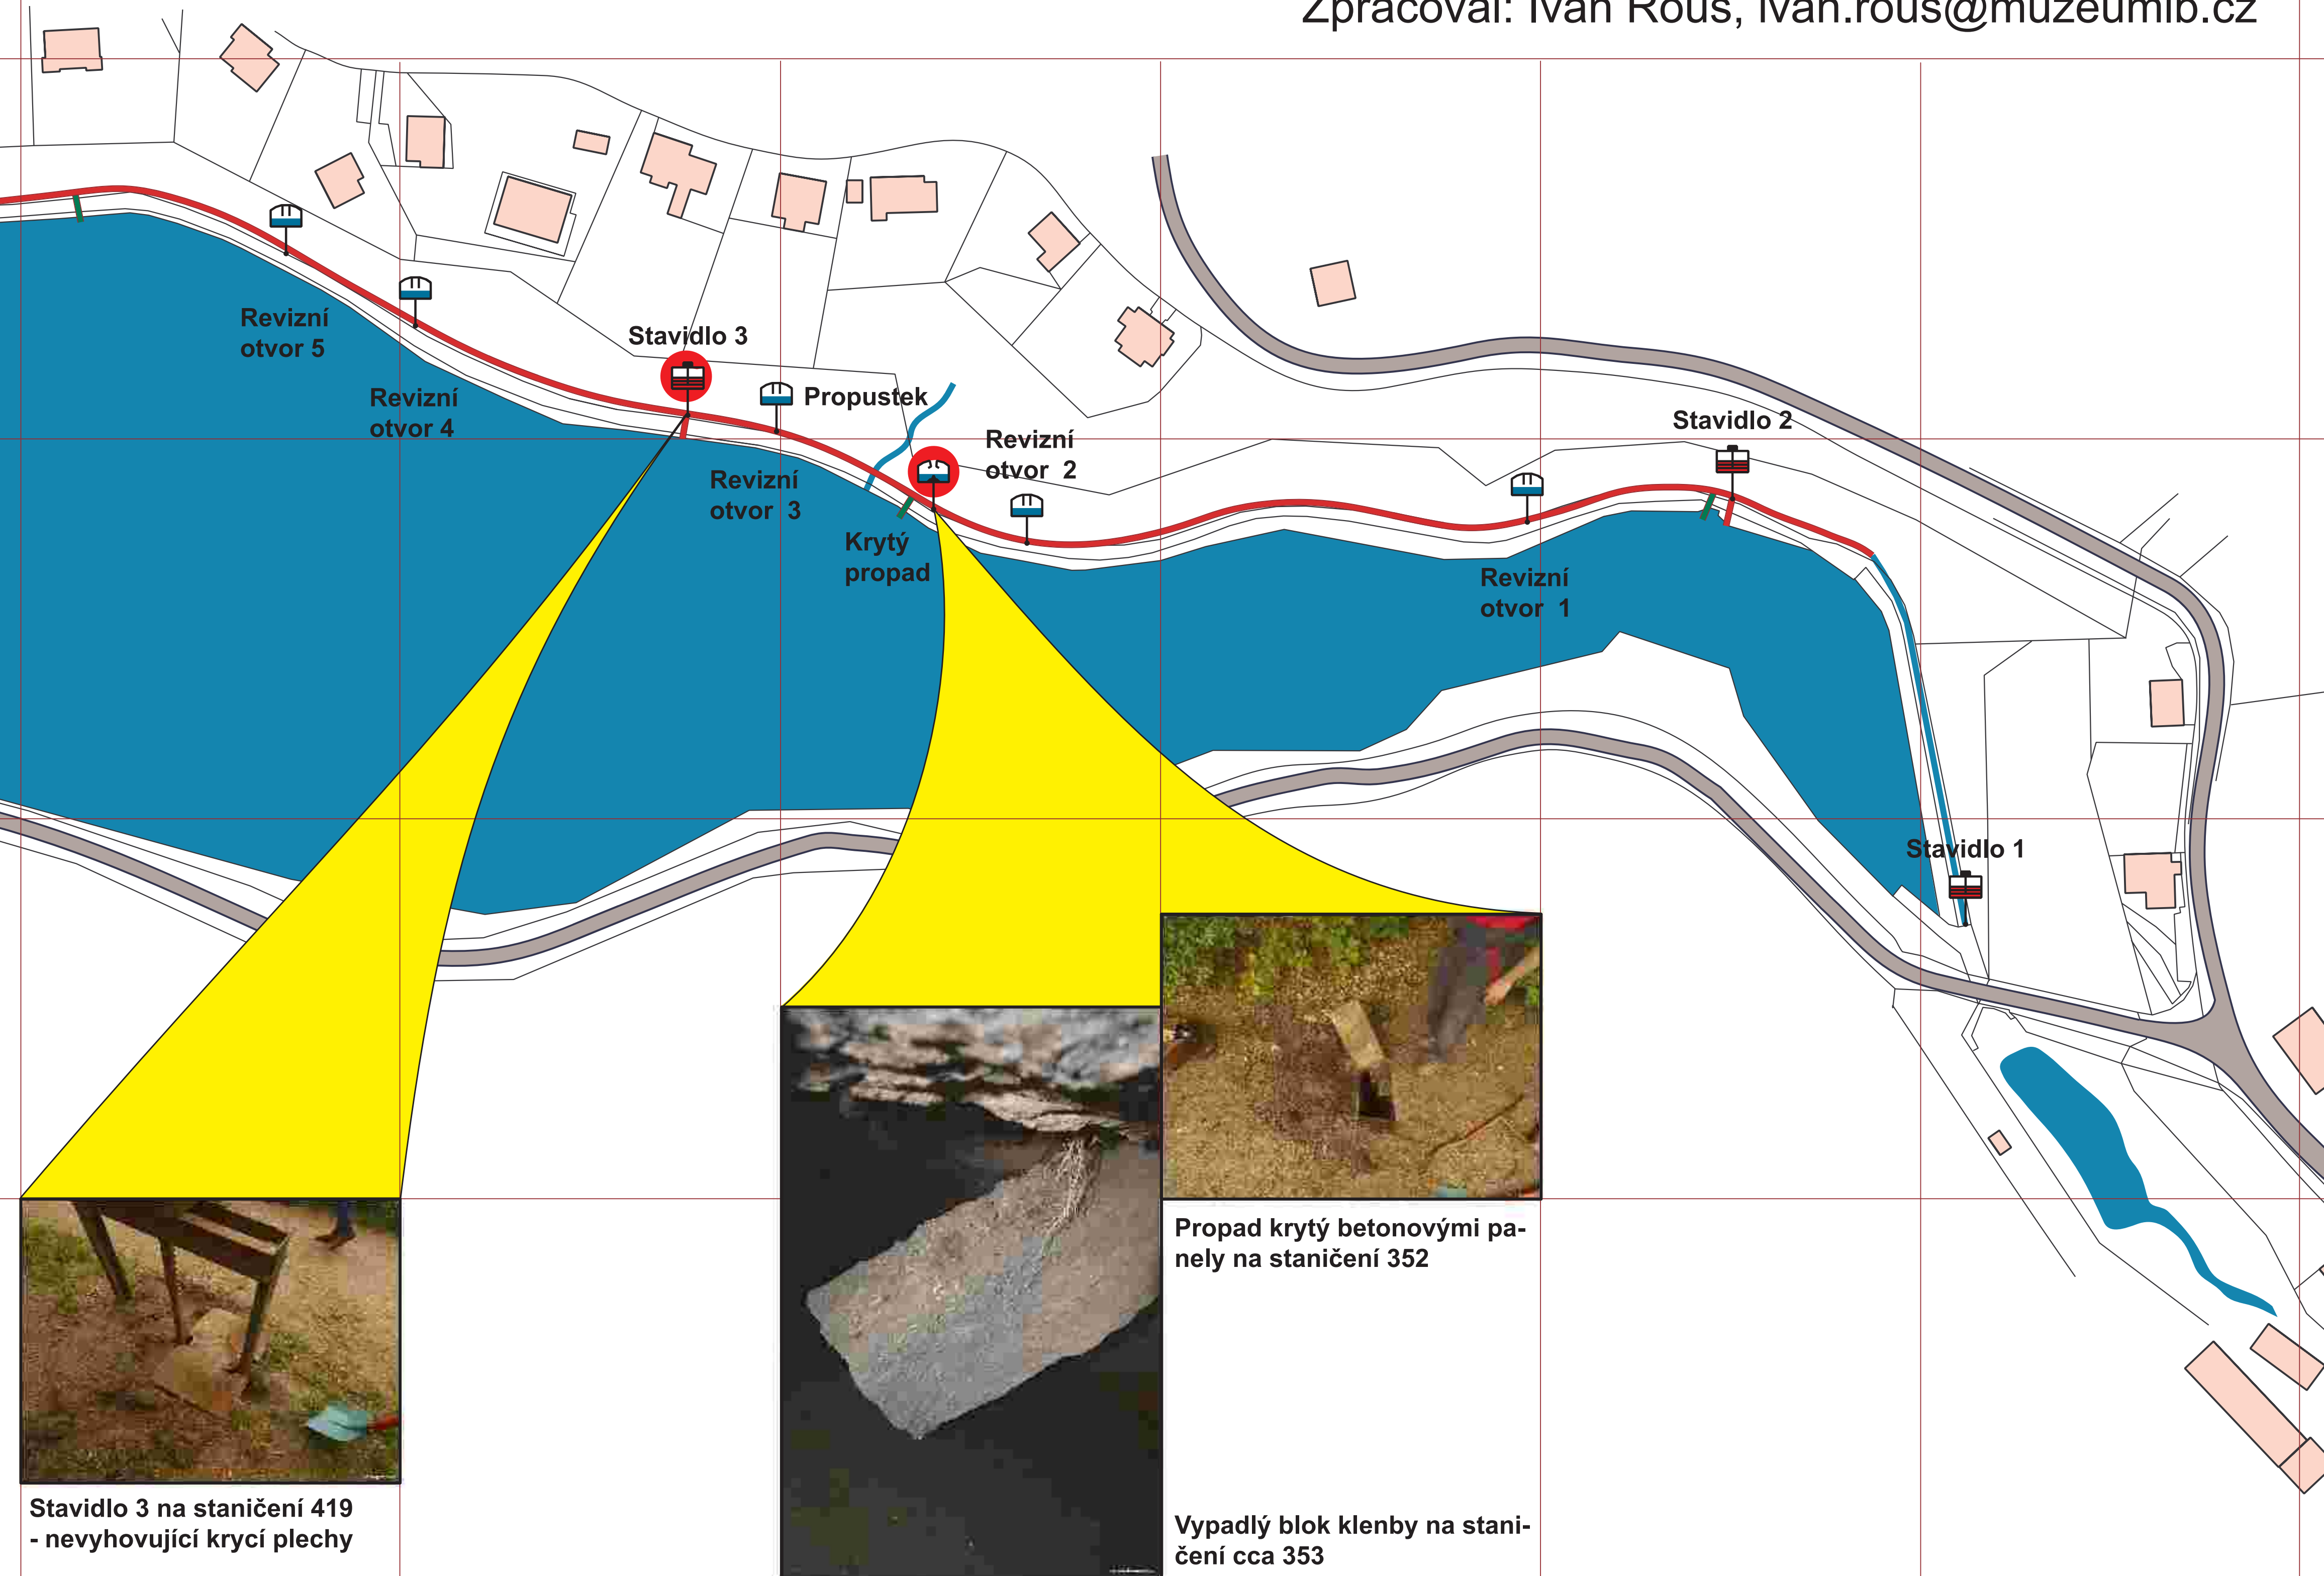 Zpracoval: Ivan Rous, ivan.rous@muzeumlb.cz
Revizní
otvor 5
Revizní
otvor 4
Stavidlo 3
Propustek
Revizní
otvor 3
Revizní
otvor 2
Krytý
propad
Stavidlo 2
Revizní
otvor 1
Stavidlo 1
Propad krytý betonovými pa-
nely na staničení 352
Stavidlo 3 na staničení 419
- nevyhovující krycí plechy
Vypadlý blok klenby na stani-
čení cca 353